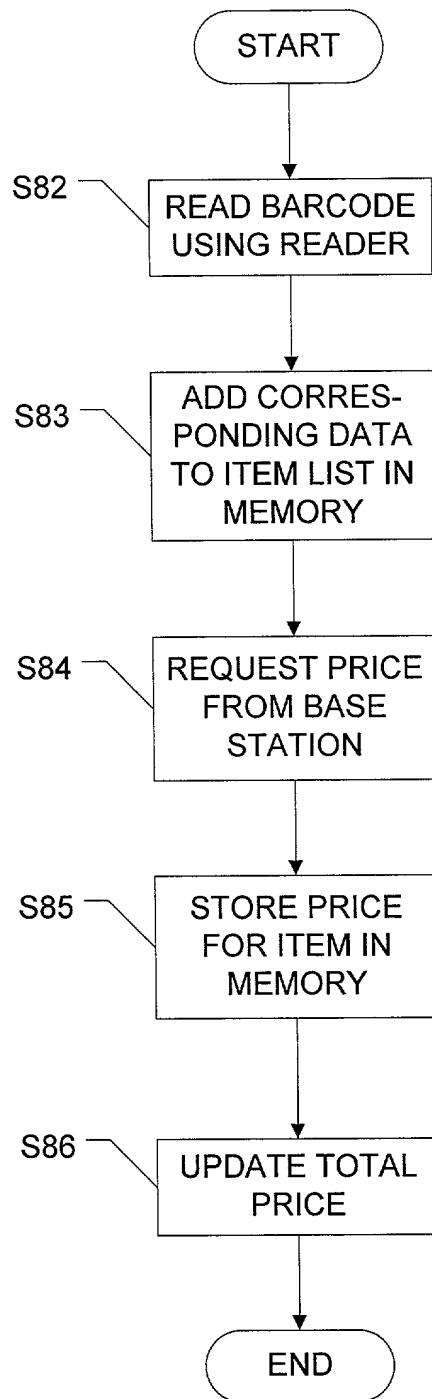 START
S82
READ BARCODE
USING READER
S83
ADD CORRES-
PONDING DATA
TO ITEM LIST IN
MEMORY
S84
REQUEST PRICE
FROM BASE
STATION
S85
STORE PRICE
FOR ITEM IN
MEMORY
S86
UPDATE TOTAL
PRICE
END